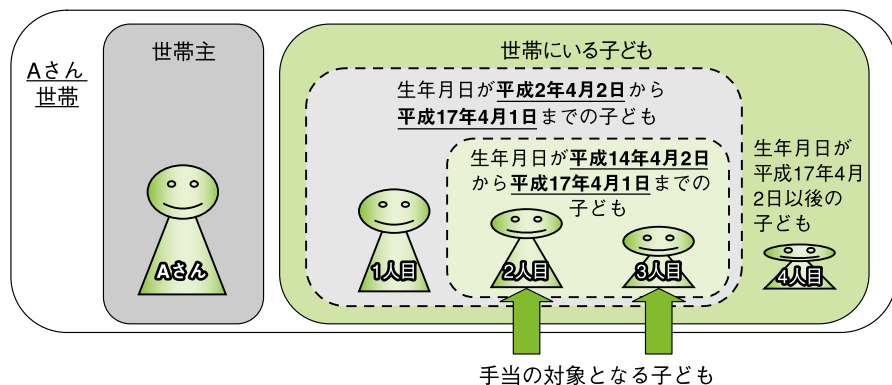 Aさん
世帯
世帯主
Aさん
世帯にいる子ども
生年月日が平成2年4月2日から
平成17年4月1日までの子ども
生年月日が平成14年4月2日
から平成17年4月1日までの
子ども
生年月日が
平成17年4月
2日以後の
子ども
1人目
2人目
3人目
4人目
手当の対象となる子ども